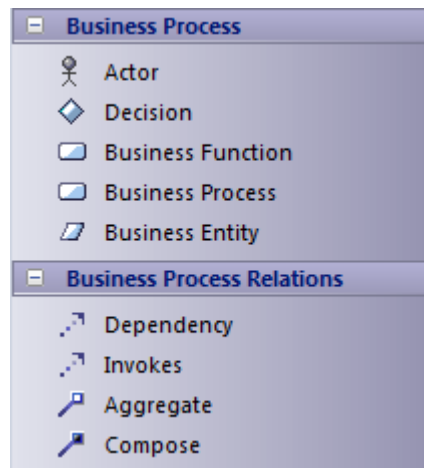 Business Process
Actor
Decision
Business Function
Business Process
Business Entity
Business Process Relations
Dependency
Invokes
Aggregate
Compose